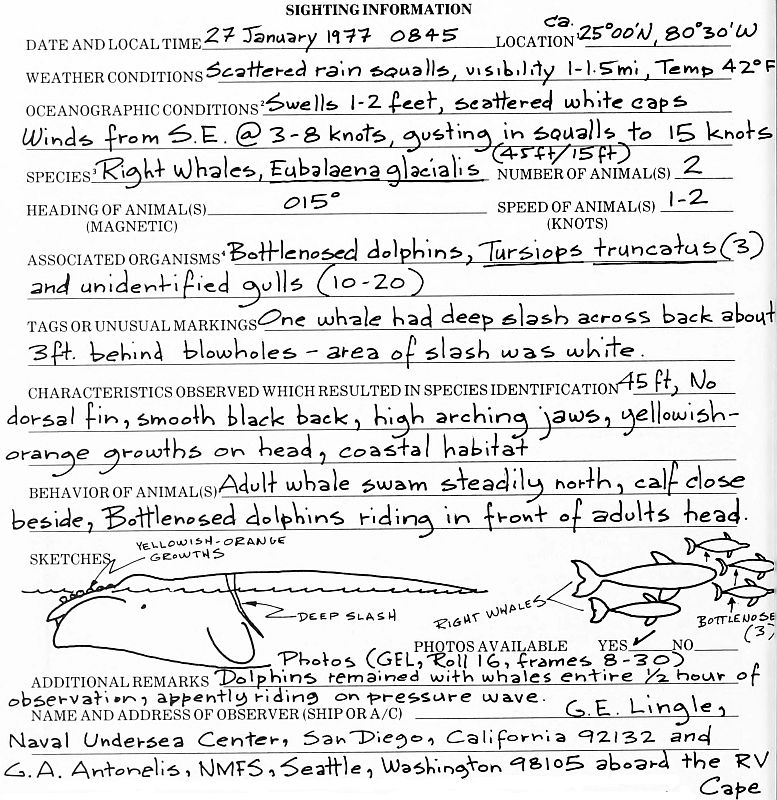 SIGHTING INFORMATION
DATE AND LOCAL TIME 27 January 1977 0845 LOCATION¹ ca. 25°00'N, 80°30'W
WEATHER CONDITIONS Scattered rain squalls, visibility 1-1.5mi, Temp 42°F
OCEANOGRAPHIC CONDITIONS² Swells 1-2 feet, scattered white caps
Winds from S.E. @ 3-8 knots, gusting in squalls to 15 knots
(45ft/15ft)
SPECIES³ Right Whales, Eubalaena glacialis NUMBER OF ANIMAL(S) 2
HEADING OF ANIMAL(S) 015° SPEED OF ANIMAL(S) 1-2
(MAGNETIC) (KNOTS)
ASSOCIATED ORGANISMS⁴ Bottlenosed dolphins, Tursiops truncatus (3)
and unidentified gulls (10-20)
TAGS OR UNUSUAL MARKINGS One whale had deep slash across back about
3ft. behind blowholes - area of slash was white.
CHARACTERISTICS OBSERVED WHICH RESULTED IN SPECIES IDENTIFICATION 45 ft, No
dorsal fin, smooth black back, high arching jaws, yellowish-
orange growths on head, coastal habitat
BEHAVIOR OF ANIMAL(S) Adult whale swam steadily north, calf close
beside, Bottlenosed dolphins riding in front of adults head.
SKETCHES
YELLOWISH-ORANGE
GROWTHS
DEEP SLASH
RIGHT WHALES
BOTTLENOSE
(3)
PHOTOS AVAILABLE YES ✓ NO
Photos (GEL, Roll 16, frames 8-30)
ADDITIONAL REMARKS Dolphins remained with whales entire ½ hour of
observation, appently riding on pressure wave.
NAME AND ADDRESS OF OBSERVER (SHIP OR A/C) G.E. Lingle,
Naval Undersea Center, San Diego, California 92132 and
G.A. Antonelis, NMFS, Seattle, Washington 98105 aboard the RV
Cape